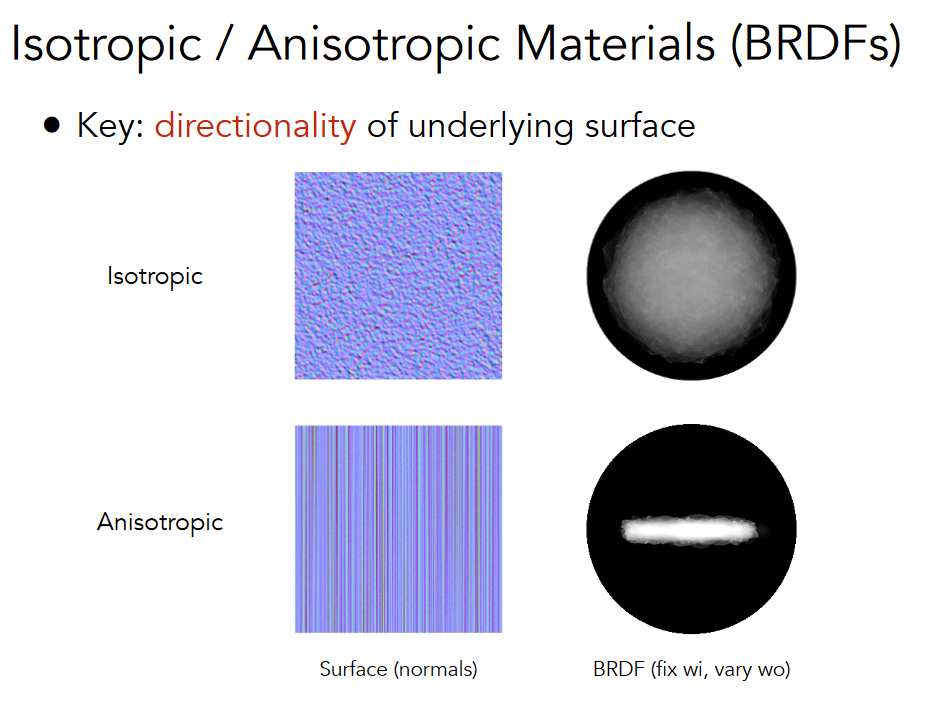 Isotropic / Anisotropic Materials (BRDFs)
● Key: directionality of underlying surface
Isotropic
Anisotropic
Surface (normals)
BRDF (fix wi, vary wo)